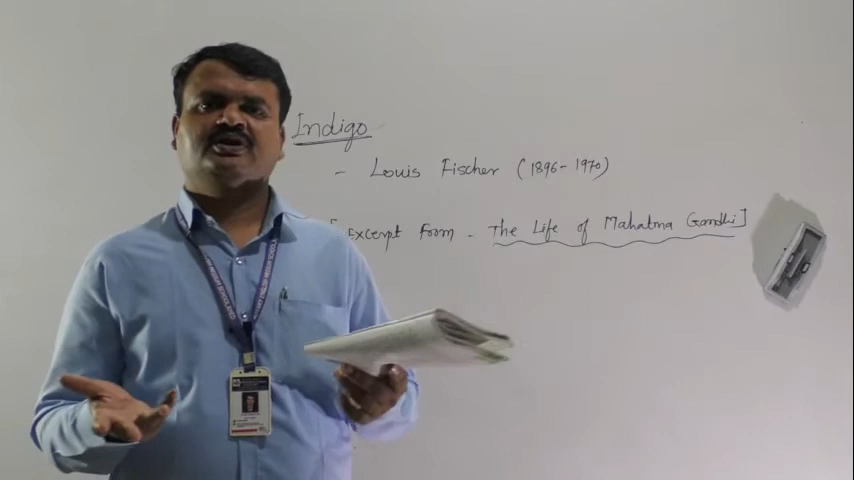 Indigo
- Louis Fischer (1896-1970)
[Excerpt Form - The Life of Mahatma Gandhi]